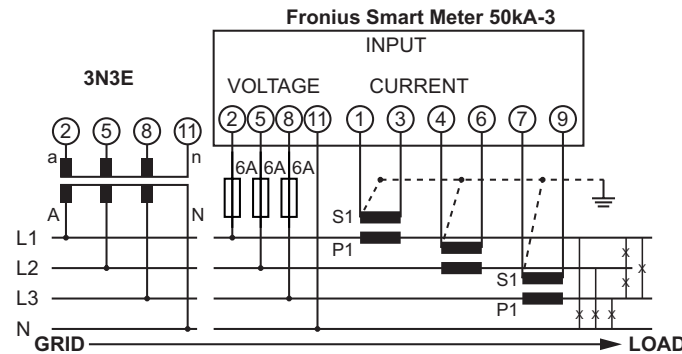 Fronius Smart Meter 50kA-3
INPUT
3N3E
VOLTAGE CURRENT
2 5 8 11 2 5 8 11 1 3 4 6 7 9
a n 6A 6A 6A
A N S1
L1 P1
L2 S1
L3 P1
N
GRID LOAD